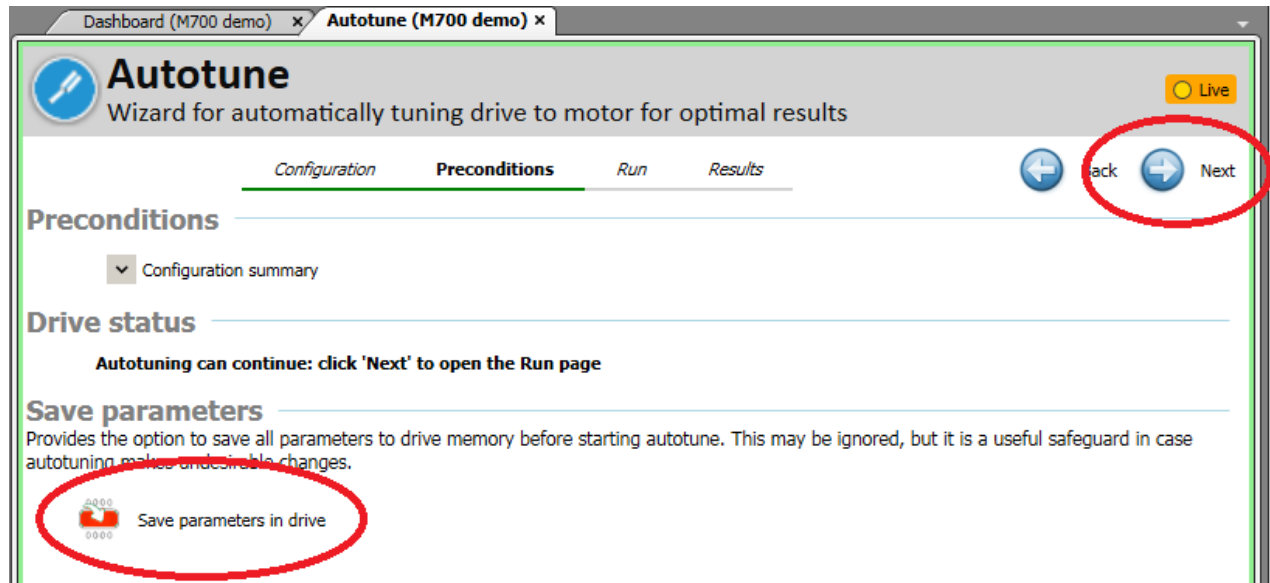 Dashboard (M700 demo) x Autotune (M700 demo) x
Autotune
Wizard for automatically tuning drive to motor for optimal results
Live
Configuration Preconditions Run Results Back Next
Preconditions
Configuration summary
Drive status
Autotuning can continue: click 'Next' to open the Run page
Save parameters
Provides the option to save all parameters to drive memory before starting autotune. This may be ignored, but it is a useful safeguard in case
autotuning makes undesirable changes.
Save parameters in drive